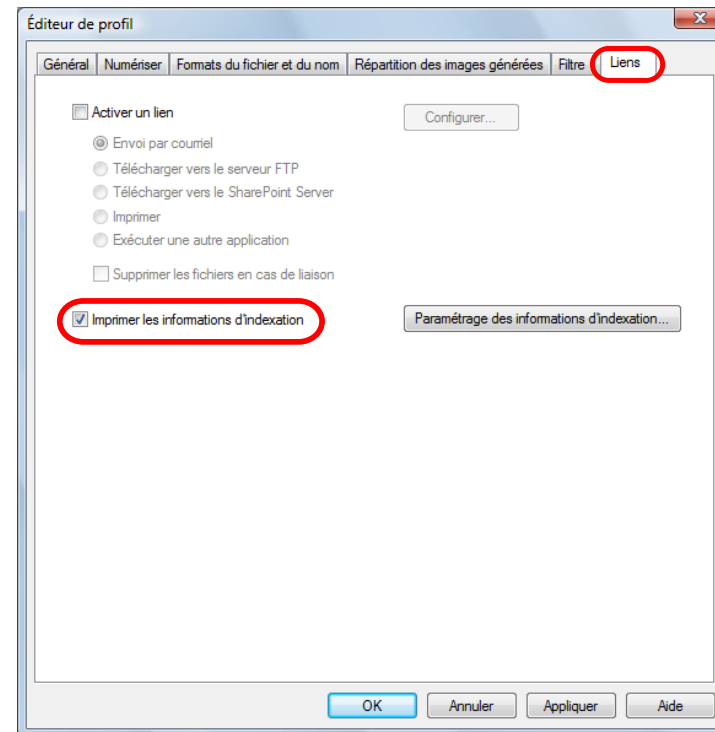 Éditeur de profil
Général Numériser Formats du fichier et du nom Répartition des images générées Filtre Liens
Activer un lien Configurer...
Envoi par courriel
Télécharger vers le serveur FTP
Télécharger vers le SharePoint Server
Imprimer
Exécuter une autre application
Supprimer les fichiers en cas de liaison
Imprimer les informations d'indexation Paramétrage des informations d'indexation...
OK Annuler Appliquer Aide